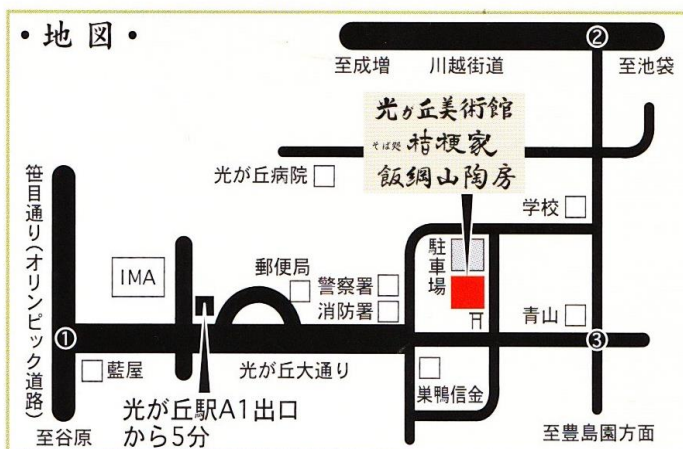 ・地図・
②
至成増
川越街道
至池袋
光が丘美術館
そば処 桔梗家
飯綱山陶房
光が丘病院
学校
笹目通り(オリンピック道路)
IMA
郵便局
警察署
消防署
駐車場
青山
①
③
藍屋
光が丘大通り
巣鴨信金
光が丘駅A1出口
から5分
至谷原
至豊島園方面